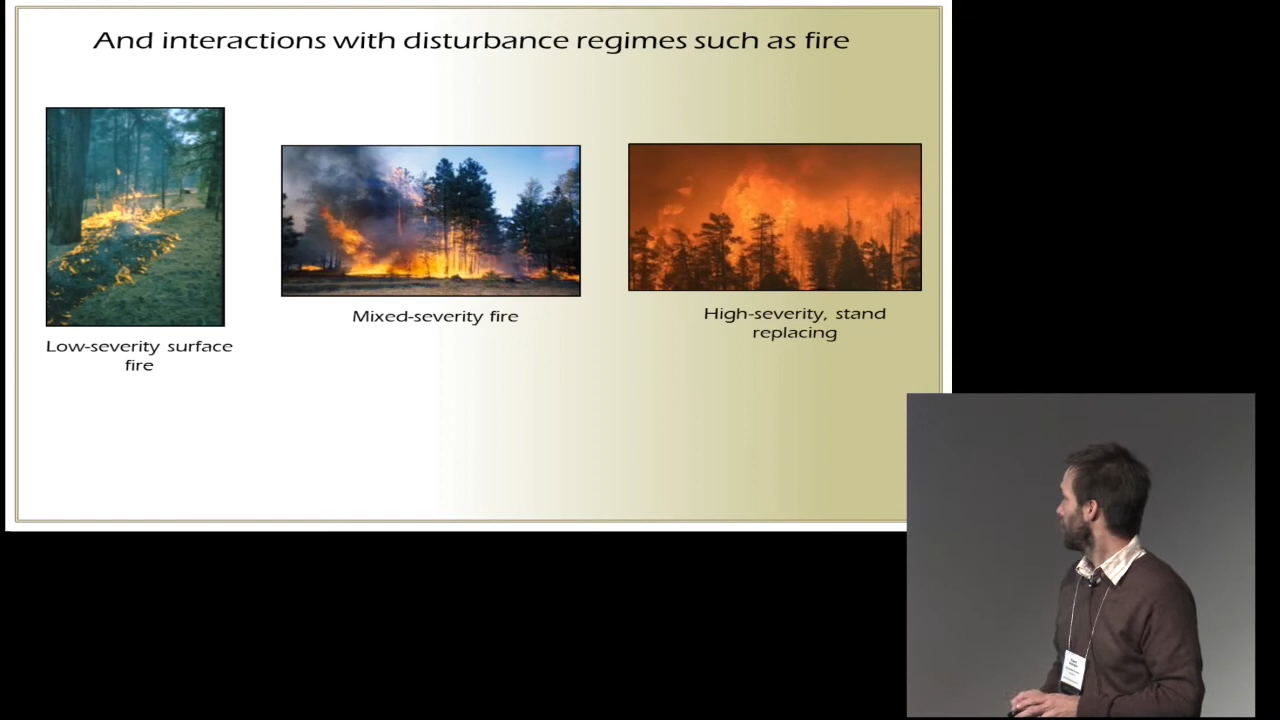 And interactions with disturbance regimes such as fire
Mixed-severity fire
High-severity, stand
replacing
Low-severity surface
fire